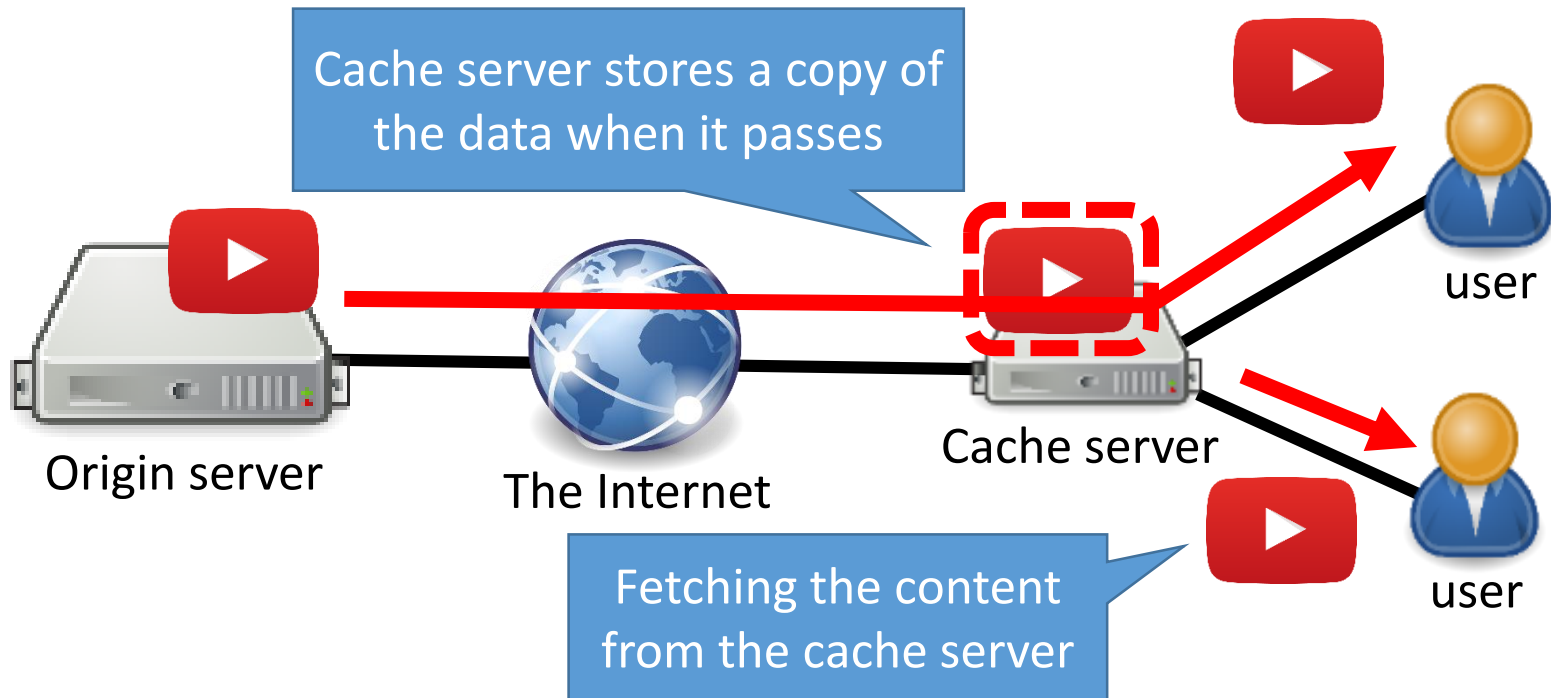 Cache server stores a copy of
the data when it passes
user
Origin server
The Internet
Cache server
Fetching the content
from the cache server
user